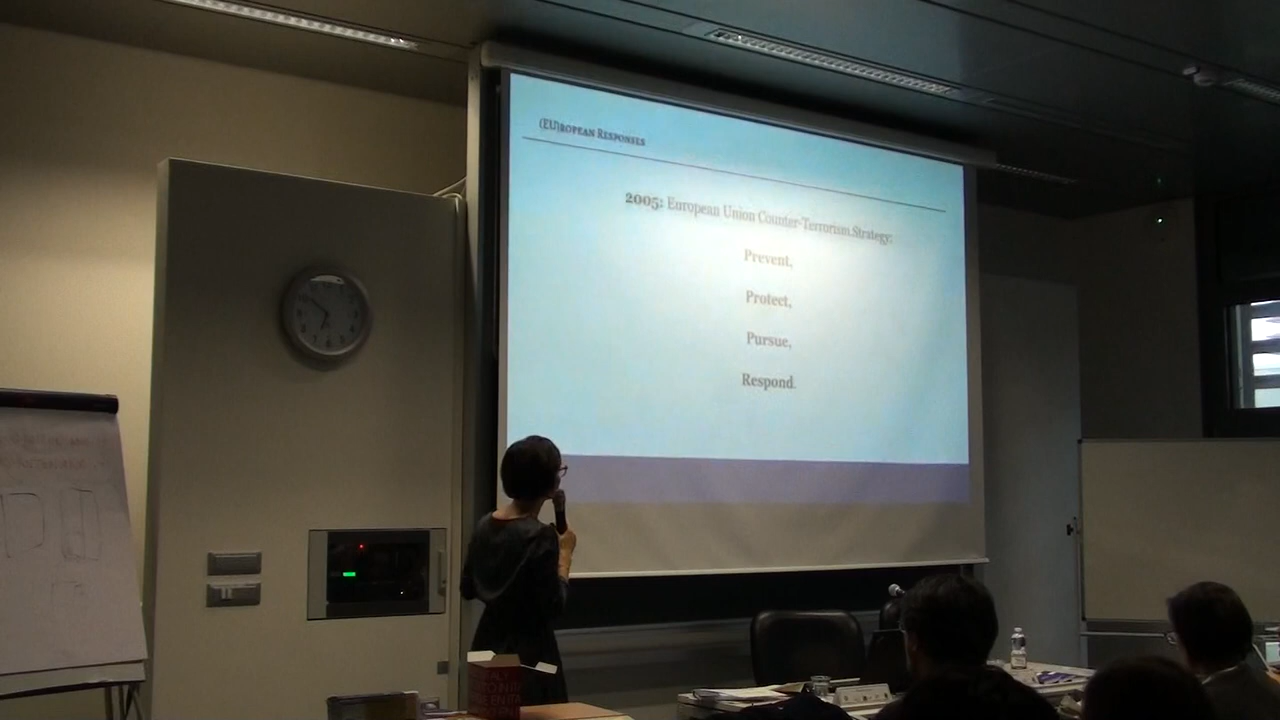 (EU)ROPEAN RESPONSES
2005: European Union Counter-Terrorism Strategy:
Prevent,
Protect,
Pursue,
Respond.